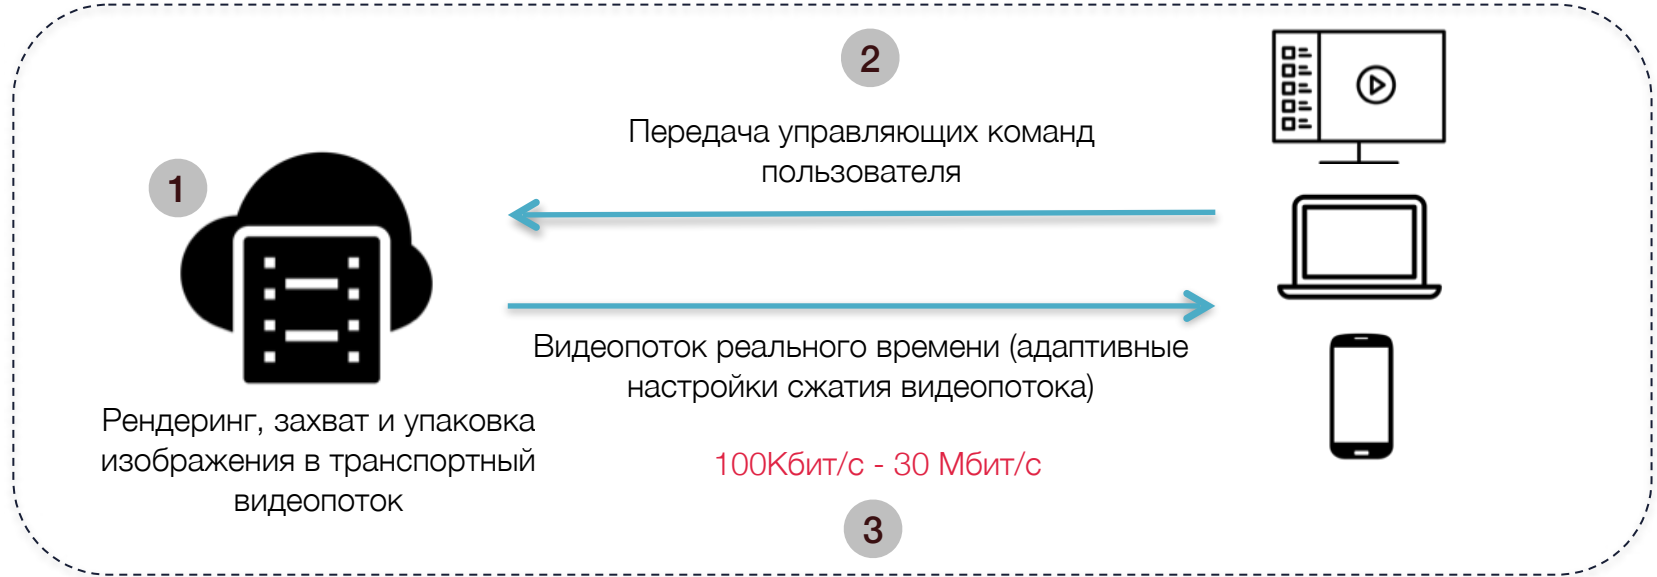 2
Передача управляющих команд
пользователя
1
Видеопоток реального времени (адаптивные
настройки сжатия видеопотока)
Рендеринг, захват и упаковка
изображения в транспортный
видеопоток
100Кбит/с - 30 Мбит/с
3